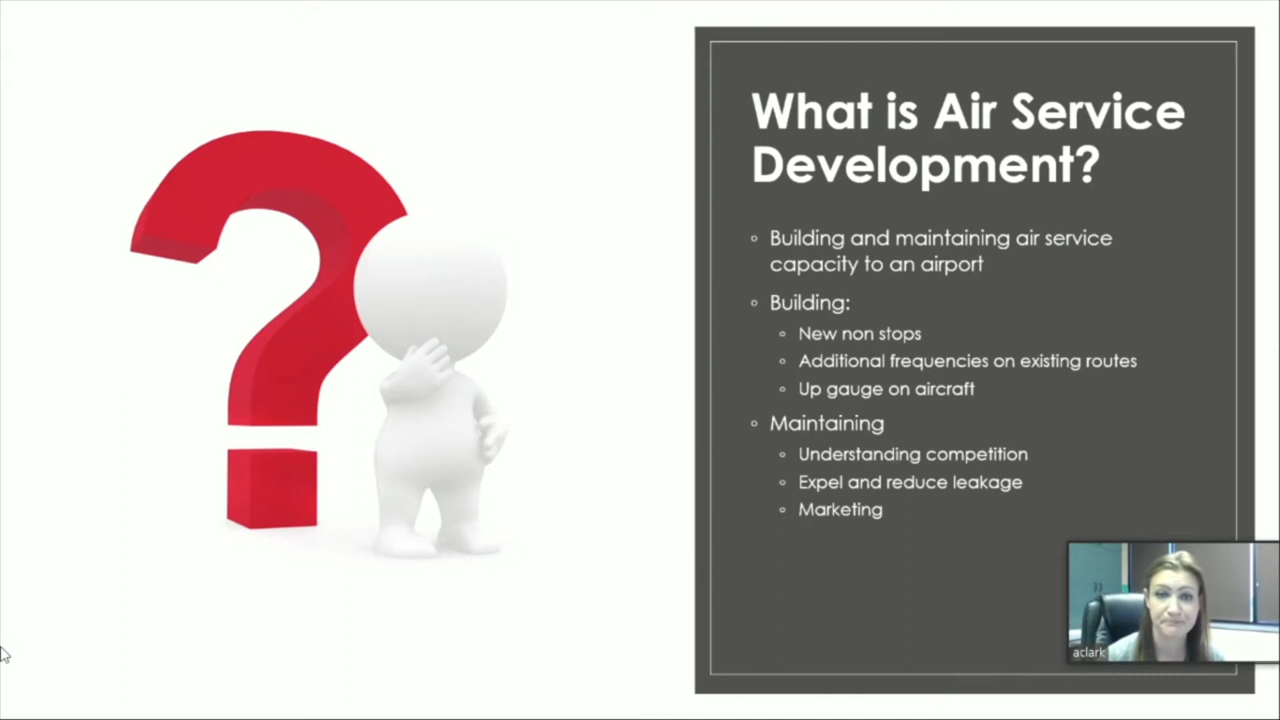 What is Air Service
Development?
◦ Building and maintaining air service
capacity to an airport
◦ Building:
◦ New non stops
◦ Additional frequencies on existing routes
◦ Up gauge on aircraft
◦ Maintaining
◦ Understanding competition
◦ Expel and reduce leakage
◦ Marketing
aclark